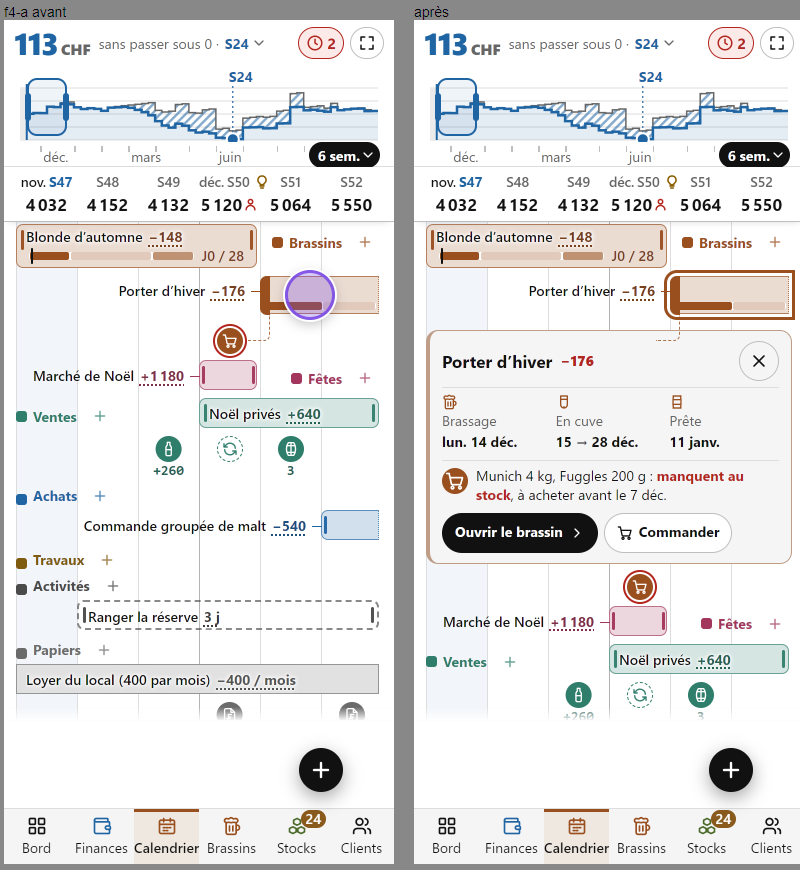 f4-a avant
113 CHF sans passer sous 0 · S24
2
S24
déc. mars juin
6 sem.
nov. S47 S48 S49 déc. S50 S51 S52
4 032 4 152 4 132 5 120 5 064 5 550
Blonde d’automne −148
J0 / 28
Brassins +
Porter d’hiver −176
Marché de Noël +1 180
Fêtes +
Ventes +
Noël privés +640
+260 3
Achats +
Commande groupée de malt −540
Travaux +
Activités +
Ranger la réserve 3 j
Papiers +
Loyer du local (400 par mois) −400 / mois
+
24
Bord Finances Calendrier Brassins Stocks Clients
après
113 CHF sans passer sous 0 · S24
2
S24
déc. mars juin
6 sem.
nov. S47 S48 S49 déc. S50 S51 S52
4 032 4 152 4 132 5 120 5 064 5 550
Blonde d’automne −148
J0 / 28
Brassins +
Porter d’hiver −176
Porter d’hiver −176
Brassage En cuve Prête
lun. 14 déc. 15 → 28 déc. 11 janv.
Munich 4 kg, Fuggles 200 g : manquent au
stock, à acheter avant le 7 déc.
Ouvrir le brassin
Commander
Marché de Noël +1 180
Fêtes +
Ventes +
Noël privés +640
+260 3
+
24
Bord Finances Calendrier Brassins Stocks Clients